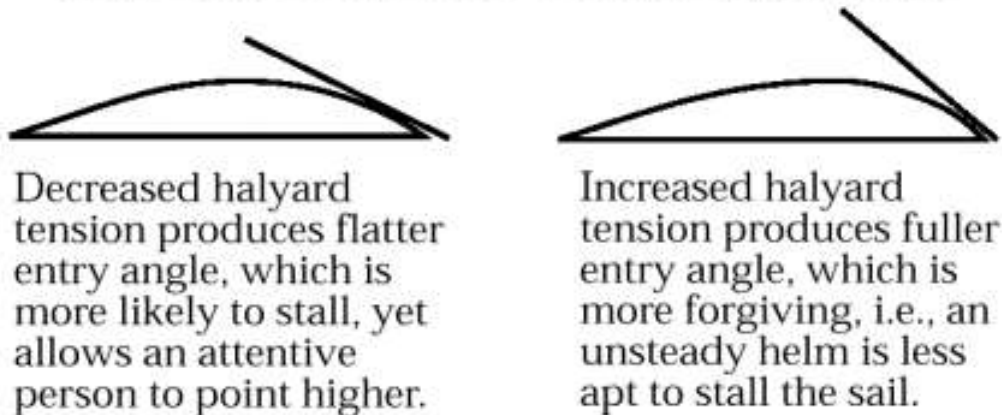 Decreased halyard
tension produces flatter
entry angle, which is
more likely to stall, yet
allows an attentive
person to point higher.
Increased halyard
tension produces fuller
entry angle, which is
more forgiving, i.e., an
unsteady helm is less
apt to stall the sail.